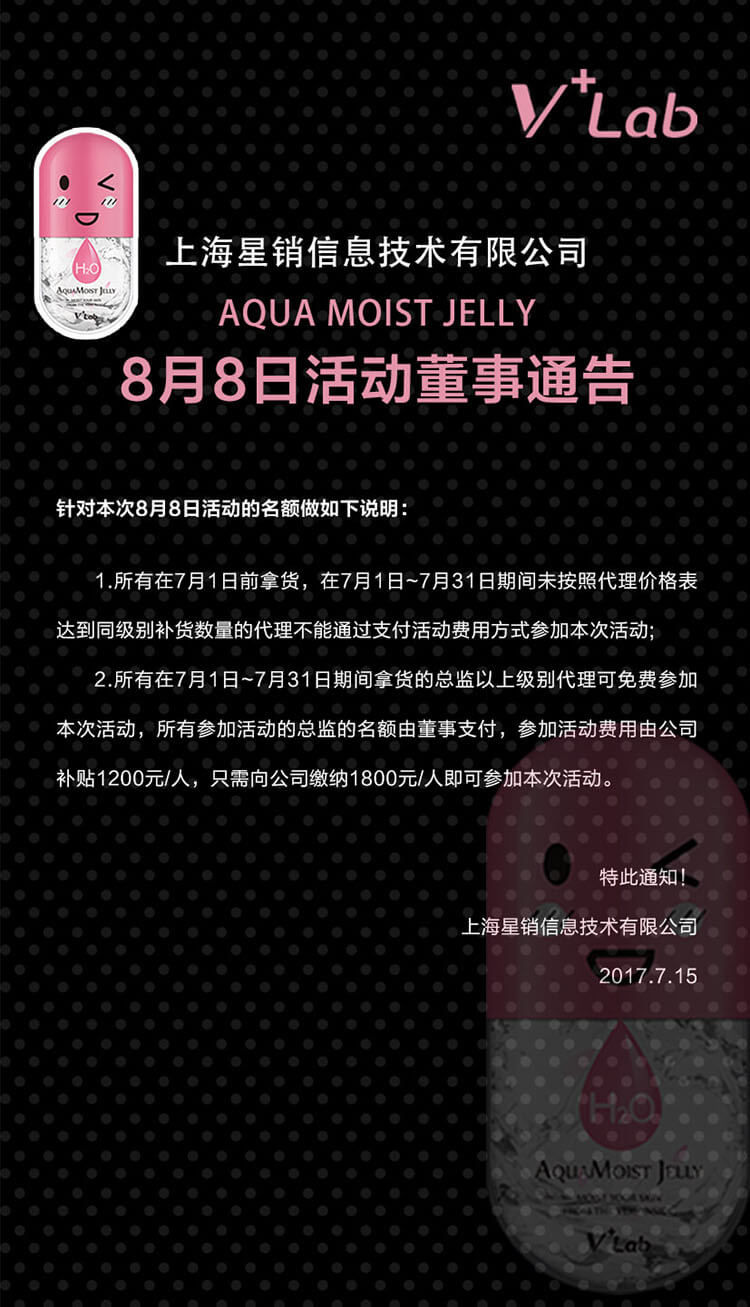 V+Lab
H2O
AQUAMOIST JELLY
V+Lab
上海星销信息技术有限公司
AQUA MOIST JELLY
8月8日活动董事通告
针对本次8月8日活动的名额做如下说明：
1.所有在7月1日前拿货，在7月1日~7月31日期间未按照代理价格表
达到同级别补货数量的代理不能通过支付活动费用方式参加本次活动;
2.所有在7月1日~7月31日期间拿货的总监以上级别代理可免费参加
本次活动，所有参加活动的总监的名额由董事支付，参加活动费用由公司
补贴1200元/人，只需向公司缴纳1800元/人即可参加本次活动。
特此通知！
上海星销信息技术有限公司
2017.7.15
H2O
AQUAMOIST JELLY
MOIST YOUR SKIN
V+Lab